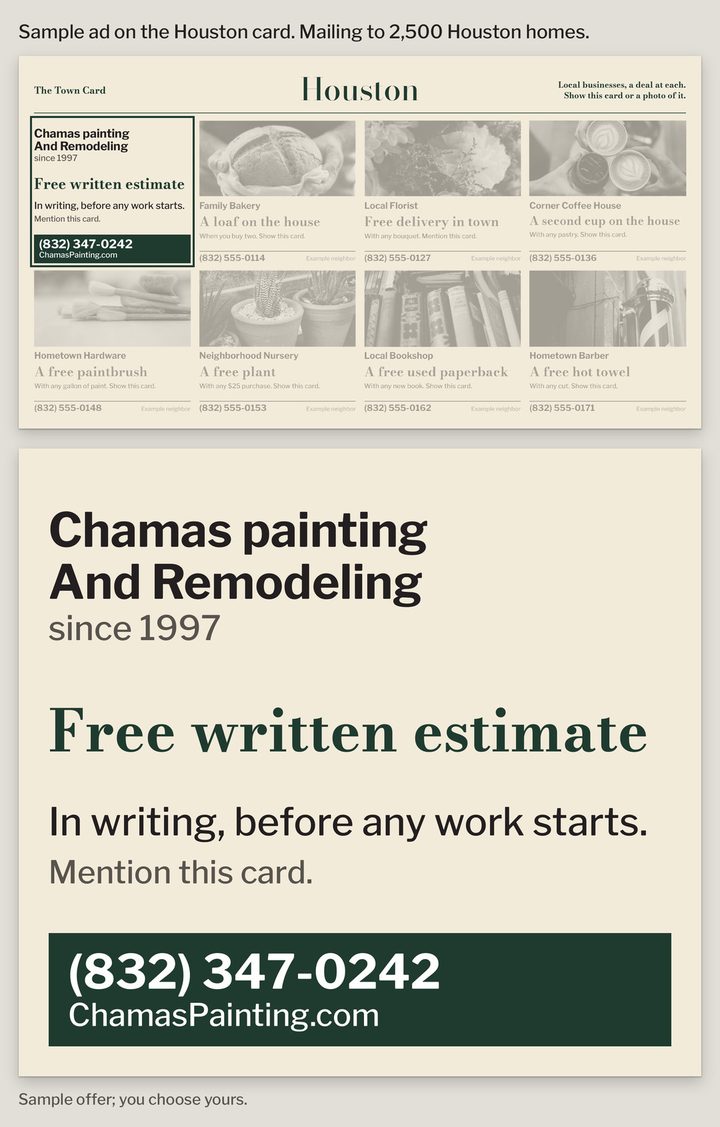 Sample ad on the Houston card. Mailing to 2,500 Houston homes.
The Town Card
Houston
Local businesses, a deal at each.
Show this card or a photo of it.
Chamas painting
And Remodeling
since 1997
Free written estimate
In writing, before any work starts.
Mention this card.
(832) 347-0242
ChamasPainting.com
Family Bakery
A loaf on the house
When you buy two. Show this card.
(832) 555-0114
Example neighbor
Local Florist
Free delivery in town
With any bouquet. Mention this card.
(832) 555-0127
Example neighbor
Corner Coffee House
A second cup on the house
With any pastry. Show this card.
(832) 555-0136
Example neighbor
Hometown Hardware
A free paintbrush
With any gallon of paint. Show this card.
(832) 555-0148
Example neighbor
Neighborhood Nursery
A free plant
With any $25 purchase. Show this card.
(832) 555-0153
Example neighbor
Local Bookshop
A free used paperback
With any new book. Show this card.
(832) 555-0162
Example neighbor
Hometown Barber
A free hot towel
With any cut. Show this card.
(832) 555-0171
Example neighbor
Chamas painting
And Remodeling
since 1997
Free written estimate
In writing, before any work starts.
Mention this card.
(832) 347-0242
ChamasPainting.com
Sample offer; you choose yours.